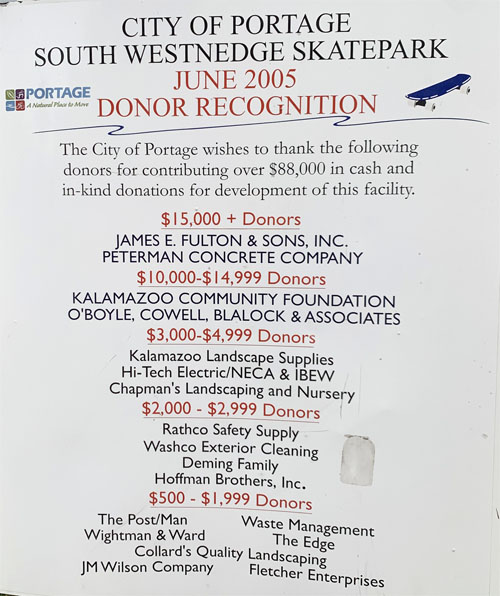 CITY OF PORTAGE
SOUTH WESTNEDGE SKATEPARK
JUNE 2005
DONOR RECOGNITION
PORTAGE
A Natural Place to Move
The City of Portage wishes to thank the following
donors for contributing over $88,000 in cash and
in-kind donations for development of this facility.
$15,000 + Donors
JAMES E. FULTON & SONS, INC.
PETERMAN CONCRETE COMPANY
$10,000-$14,999 Donors
KALAMAZOO COMMUNITY FOUNDATION
O'BOYLE, COWELL, BLALOCK & ASSOCIATES
$3,000-$4,999 Donors
Kalamazoo Landscape Supplies
Hi-Tech Electric/NECA & IBEW
Chapman's Landscaping and Nursery
$2,000 - $2,999 Donors
Rathco Safety Supply
Washco Exterior Cleaning
Deming Family
Hoffman Brothers, Inc.
$500 - $1,999 Donors
The Post/Man Waste Management
Wightman & Ward The Edge
Collard's Quality Landscaping
JM Wilson Company Fletcher Enterprises